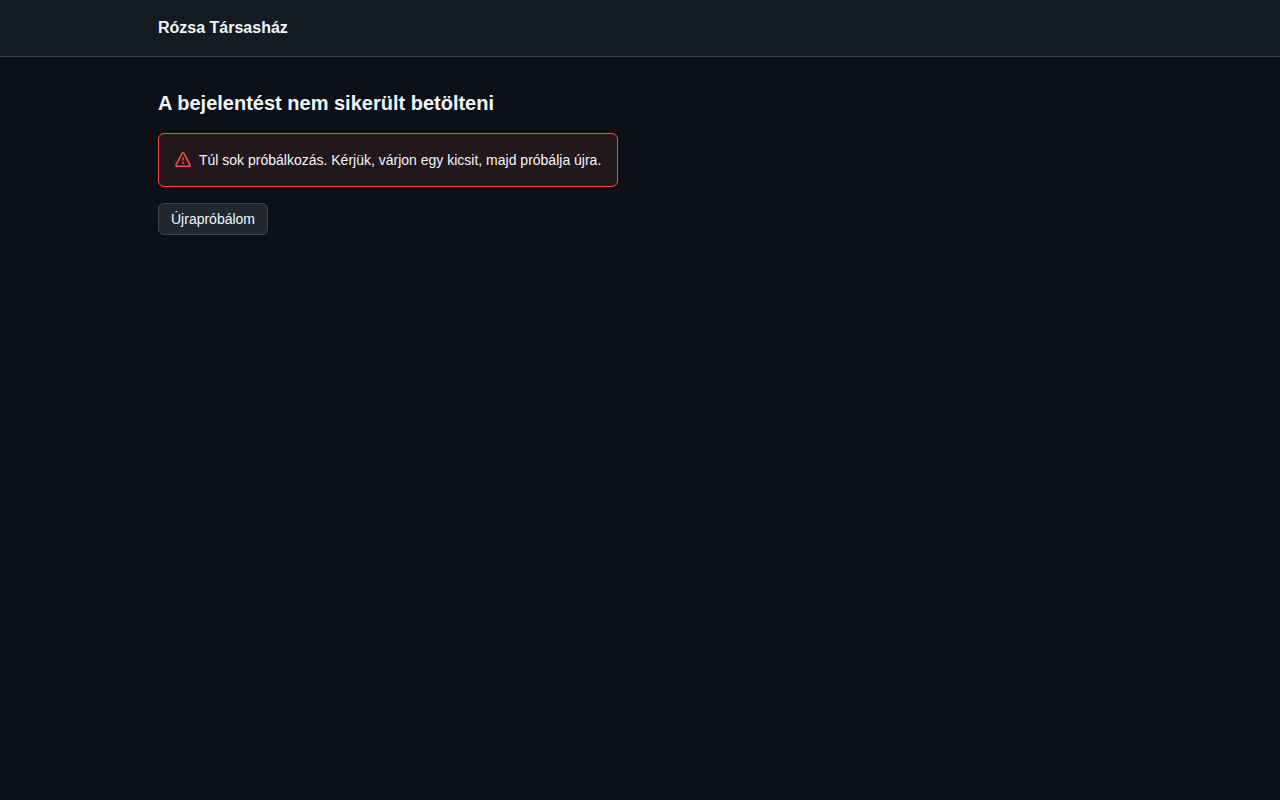 Rózsa Társasház
A bejelentést nem sikerült betölteni
Túl sok próbálkozás. Kérjük, várjon egy kicsit, majd próbálja újra.
Újrapróbálom